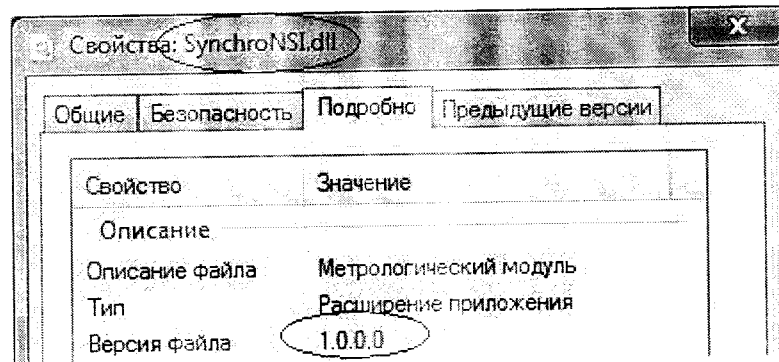 Свойства: SynchroNSI.dll
Общие Безопасность Подробно Предыдущие версии
Свойство Значение
Описание
Описание файла Метрологический модуль
Тип Расширение приложения
Версия файла 1.0.0.0